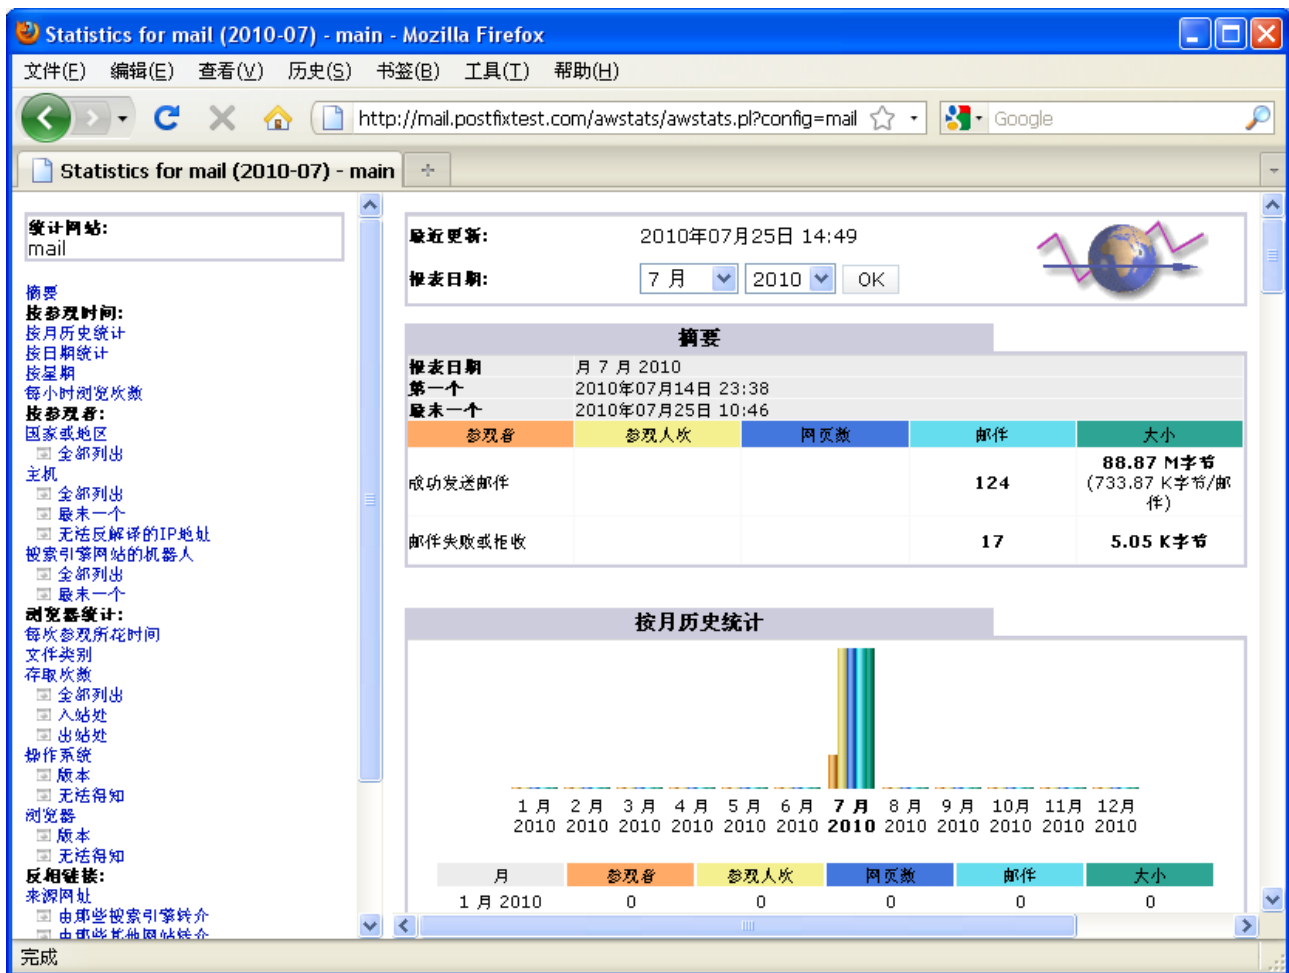 Statistics for mail (2010-07) - main - Mozilla Firefox
文件(F) 编辑(E) 查看(V) 历史(S) 书签(B) 工具(T) 帮助(H)
http://mail.postfixtest.com/awstats/awstats.pl?config=mail
Google
Statistics for mail (2010-07) - main
统计网站:
mail
摘要
按参观时间:
按月历史统计
按日期统计
按星期
每小时浏览次数
按参观者:
国家或地区
全部列出
主机
全部列出
最末一个
无法反解译的IP地址
搜索引擎网站的机器人
全部列出
最末一个
浏览器统计:
每次参观所花时间
文件类别
存取次数
全部列出
入站处
出站处
操作系统
版本
无法得知
浏览器
版本
无法得知
反相链接:
来源网址
由那些搜索引擎转介
由那些其他网站转介
最近更新: 2010年07月25日 14:49
报表日期: 7 月 2010 OK
摘要
报表日期 月 7 月 2010
第一个 2010年07月14日 23:38
最末一个 2010年07月25日 10:46
参观者 参观人次 网页数 邮件 大小
成功发送邮件 124 88.87 M字节
(733.87 K字节/邮
件)
邮件失败或拒收 17 5.05 K字节
按月历史统计
1 月 2 月 3 月 4 月 5 月 6 月 7 月 8 月 9 月 10月 11月 12月
2010 2010 2010 2010 2010 2010 2010 2010 2010 2010 2010 2010
月 参观者 参观人次 网页数 邮件 大小
1 月 2010 0 0 0 0 0
完成